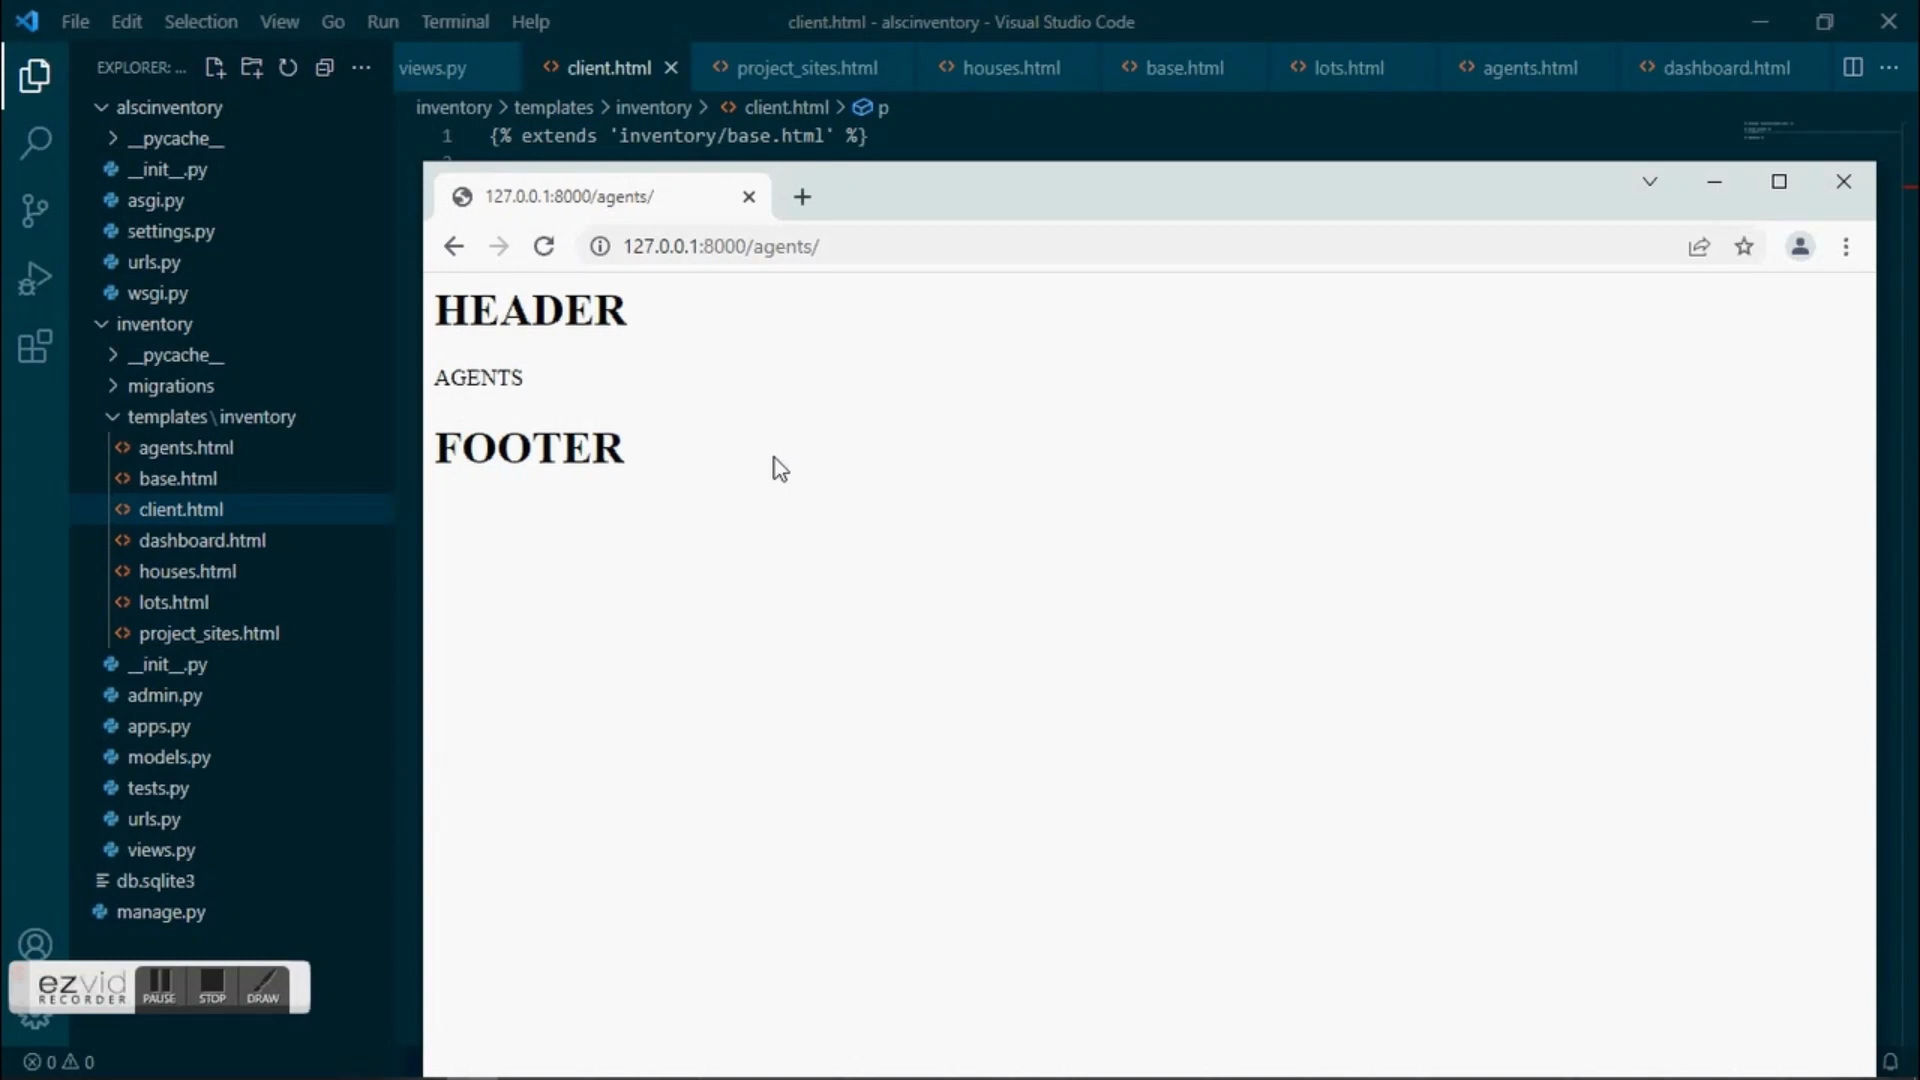 File Edit Selection View Go Run Terminal Help
client.html - alscinventory - Visual Studio Code
EXPLORER: ...
views.py client.html project_sites.html houses.html base.html lots.html agents.html dashboard.html
inventory > templates > inventory > client.html > p
1 {% extends 'inventory/base.html' %}
alscinventory
__pycache__
__init__.py
asgi.py
settings.py
urls.py
wsgi.py
inventory
__pycache__
migrations
templates\inventory
agents.html
base.html
client.html
dashboard.html
houses.html
lots.html
project_sites.html
__init__.py
admin.py
apps.py
models.py
tests.py
urls.py
views.py
db.sqlite3
manage.py
127.0.0.1:8000/agents/
127.0.0.1:8000/agents/
HEADER
AGENTS
FOOTER
ezvid
RECORDER
PAUSE STOP DRAW
0 0